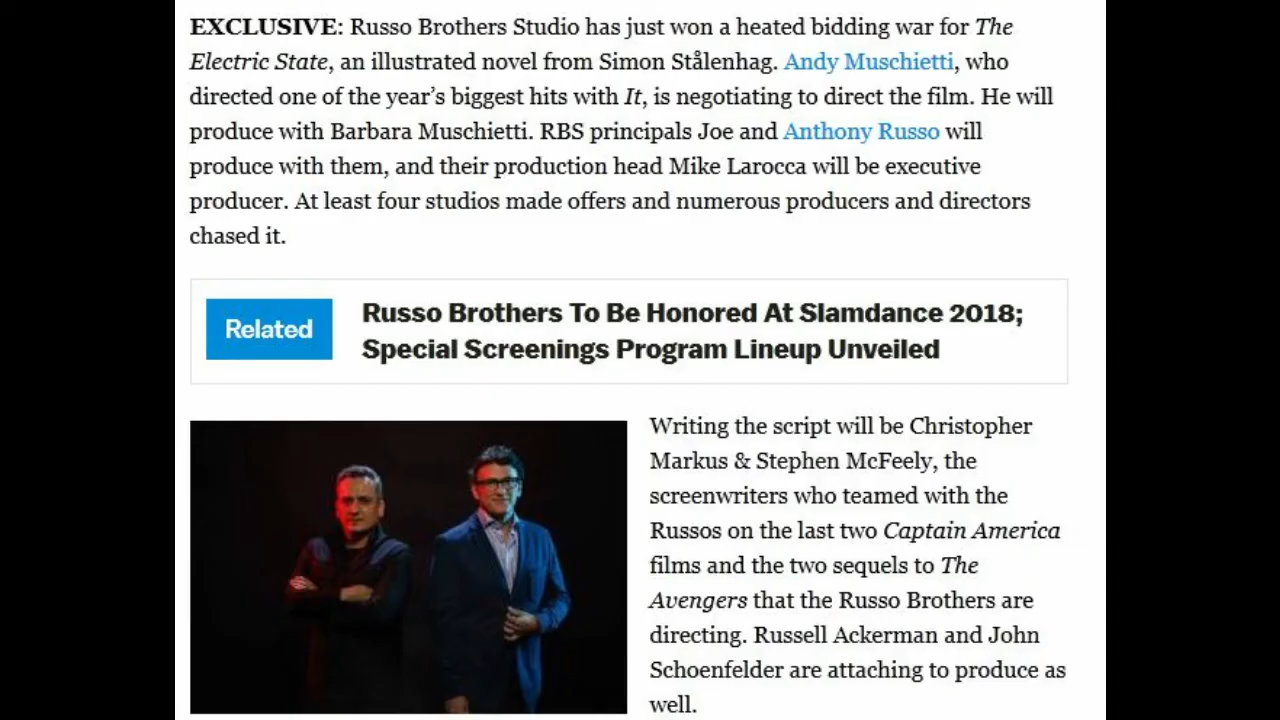 EXCLUSIVE: Russo Brothers Studio has just won a heated bidding war for The
Electric State, an illustrated novel from Simon Stålenhag. Andy Muschietti, who
directed one of the year’s biggest hits with It, is negotiating to direct the film. He will
produce with Barbara Muschietti. RBS principals Joe and Anthony Russo will
produce with them, and their production head Mike Larocca will be executive
producer. At least four studios made offers and numerous producers and directors
chased it.
Related
Russo Brothers To Be Honored At Slamdance 2018;
Special Screenings Program Lineup Unveiled
Writing the script will be Christopher
Markus & Stephen McFeely, the
screenwriters who teamed with the
Russos on the last two Captain America
films and the two sequels to The
Avengers that the Russo Brothers are
directing. Russell Ackerman and John
Schoenfelder are attaching to produce as
well.